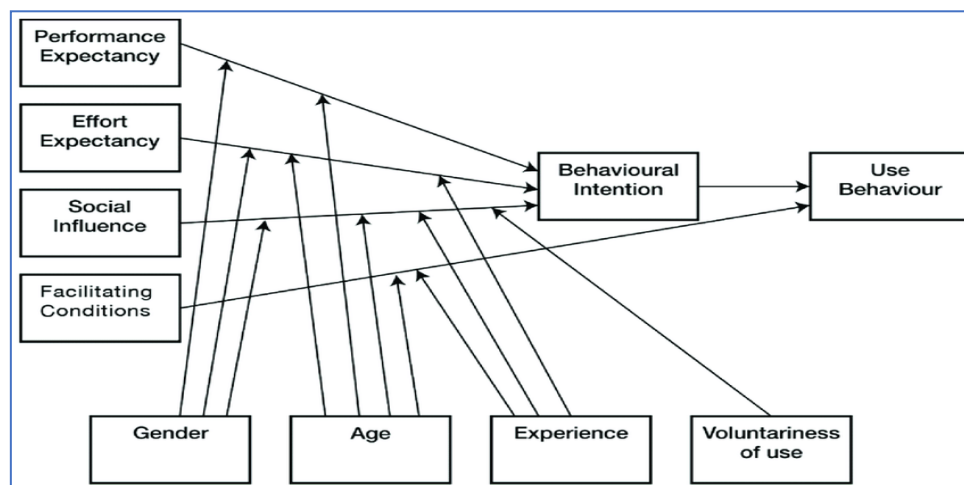 Performance
Expectancy
Effort
Expectancy
Social
Influence
Facilitating
Conditions
Behavioural
Intention
Use
Behaviour
Gender
Age
Experience
Voluntariness
of use